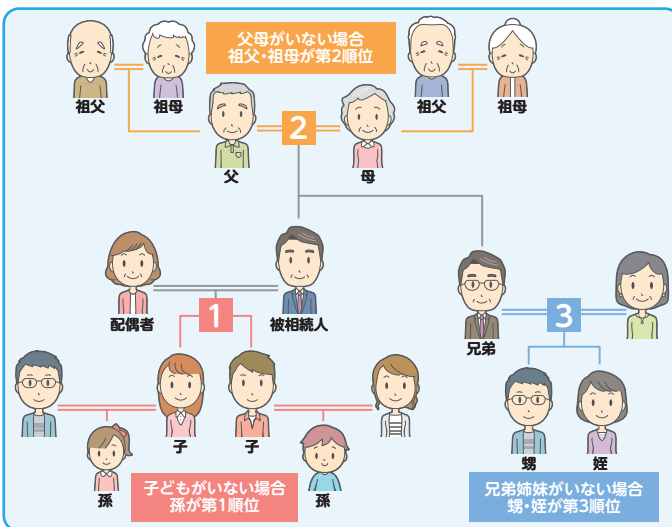 父母がいない場合
祖父・祖母が第2順位
祖父
祖母
祖父
祖母
2
父
母
配偶者
1
被相続人
兄弟
3
子
子
孫
孫
甥
姪
子どもがいない場合
孫が第1順位
兄弟姉妹がいない場合
甥・姪が第3順位